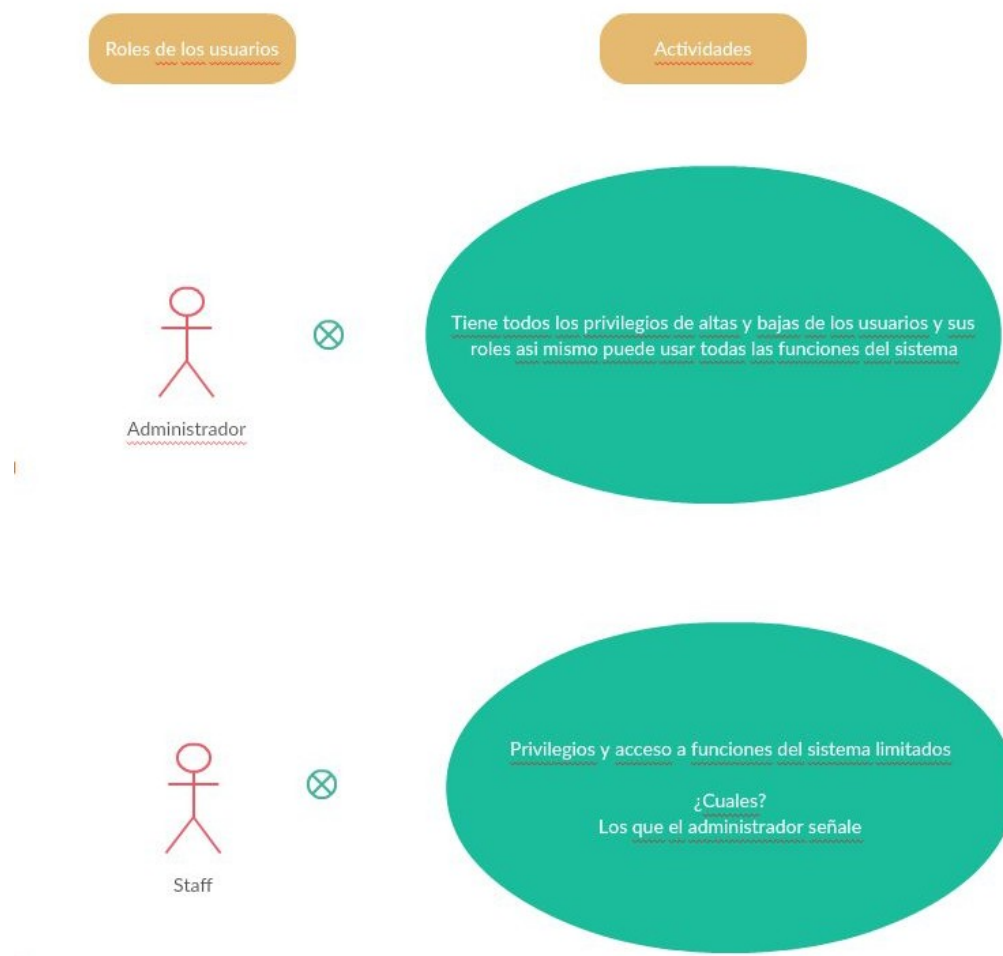 Roles de los usuarios
Actividades
Tiene todos los privilegios de altas y bajas de los usuarios y sus
roles asi mismo puede usar todas las funciones del sistema
Administrador
Privilegios y acceso a funciones del sistema limitados
¿Cuales?
Los que el administrador señale
Staff